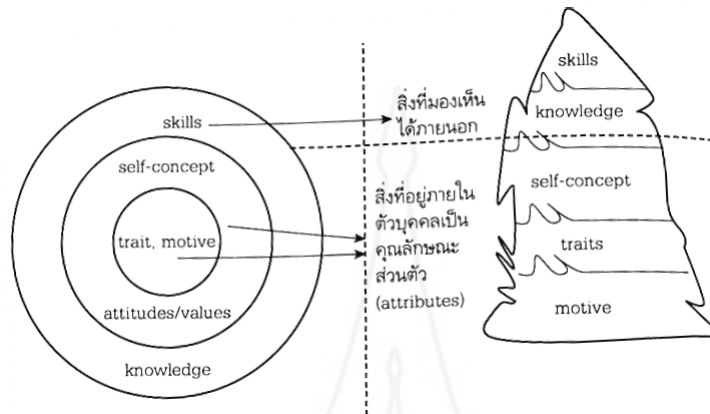 skills
self-concept
trait, motive
attitudes/values
knowledge
สิ่งที่มองเห็น
ได้ภายนอก
สิ่งที่อยู่ภายใน
ตัวบุคคลเป็น
คุณลักษณะ
ส่วนตัว
(attributes)
skills
knowledge
self-concept
traits
motive